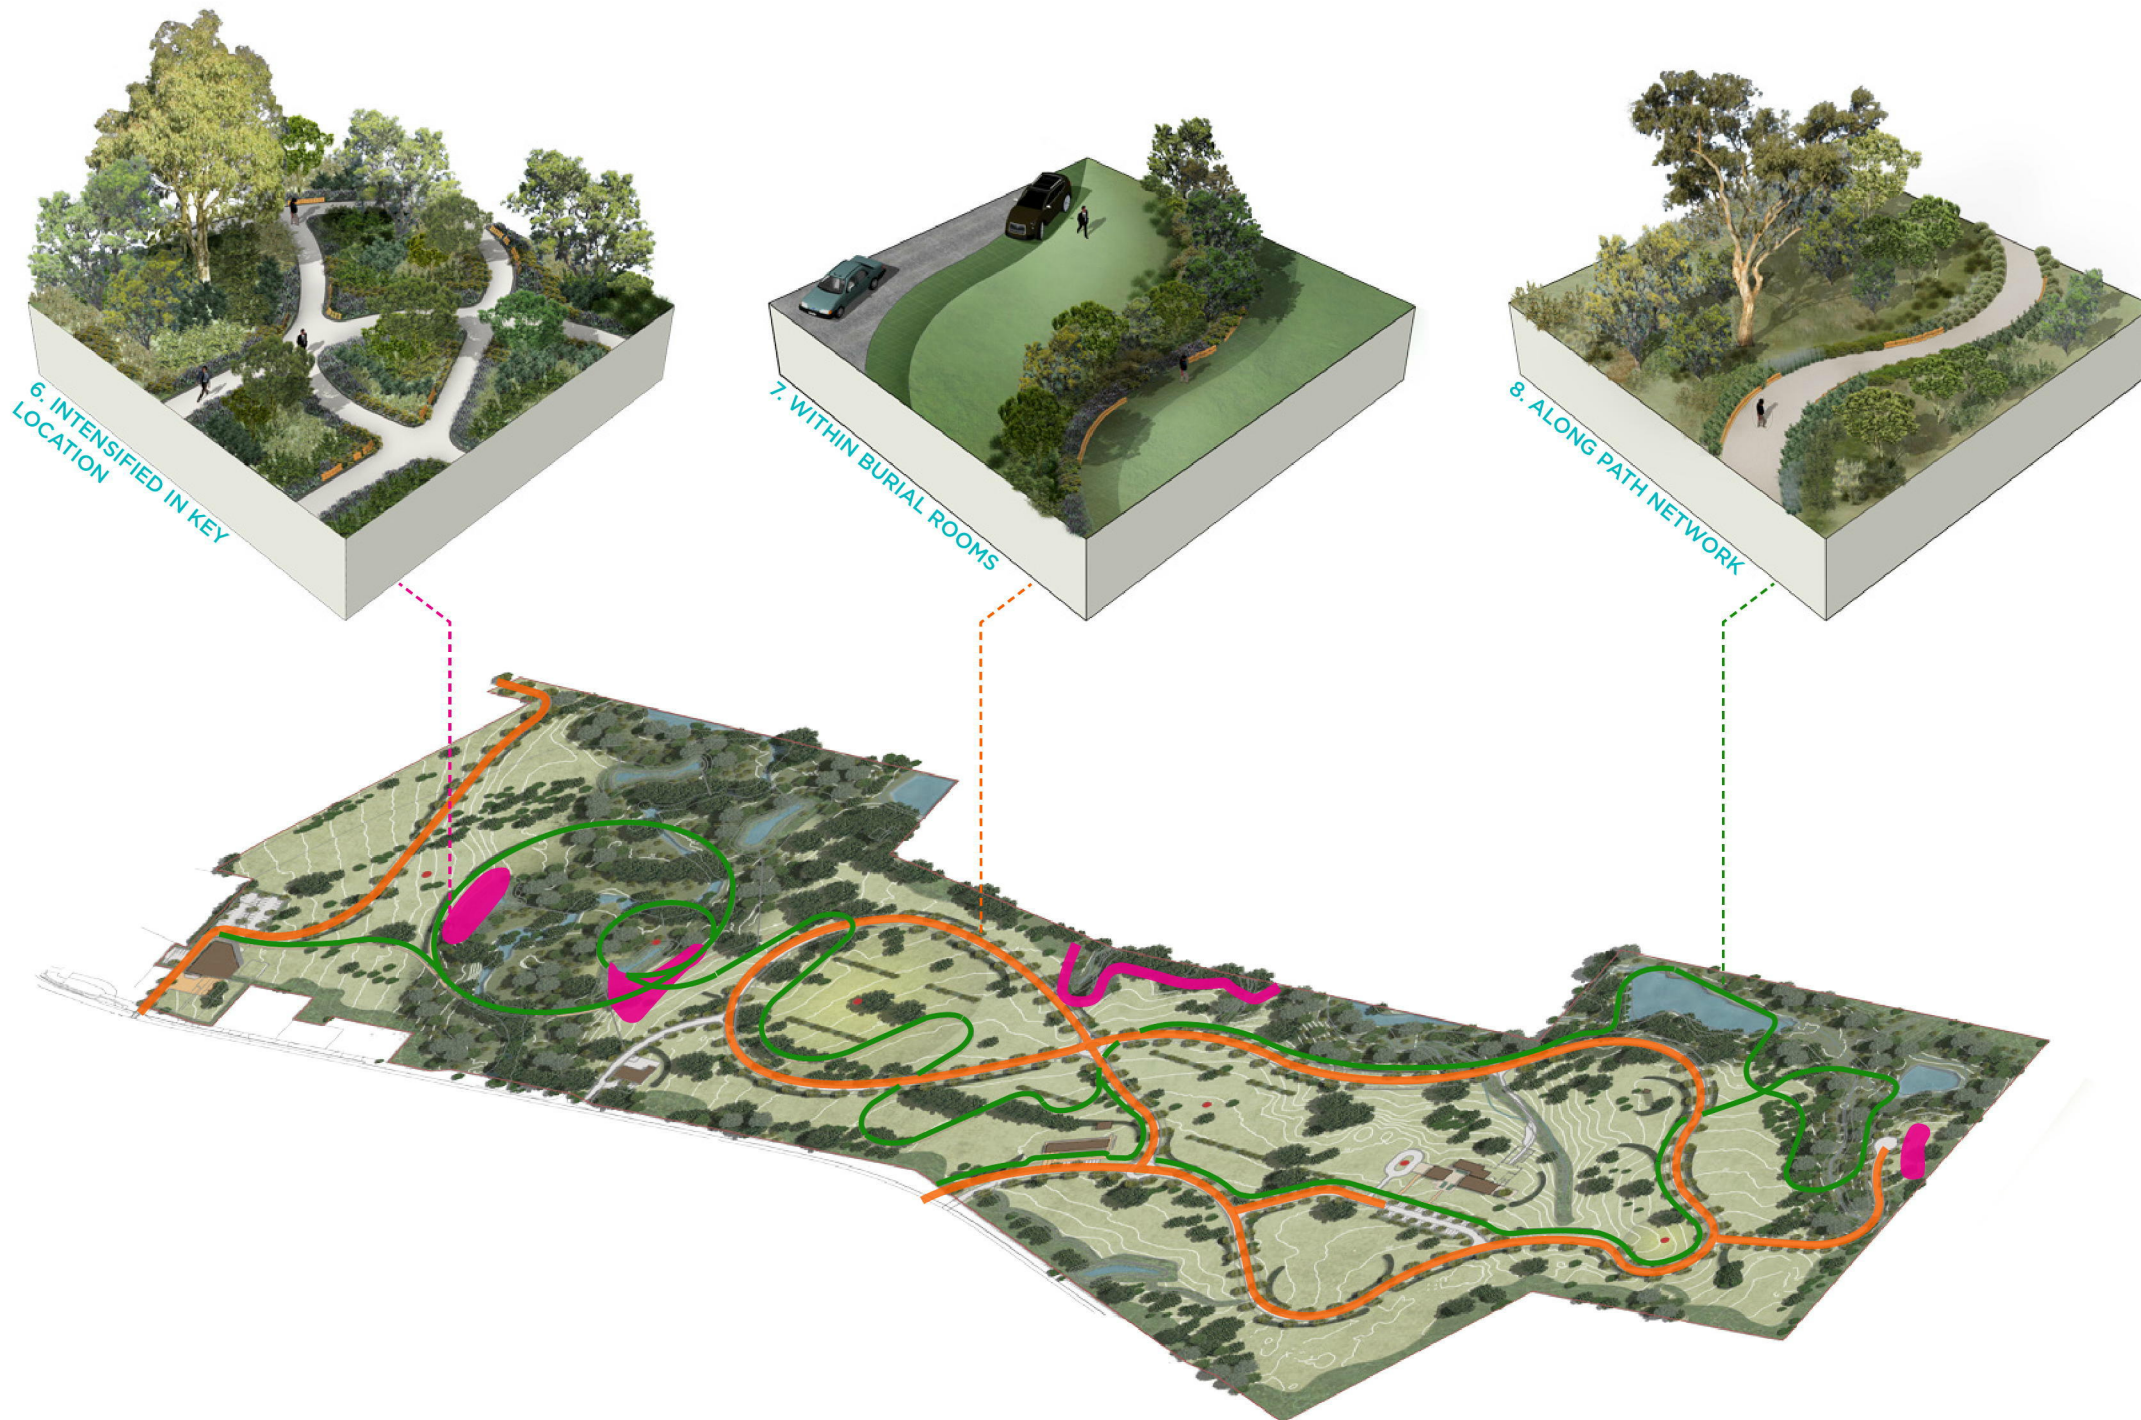 6. INTENSIFIED IN KEY
LOCATION
7. WITHIN BURIAL ROOMS
8. ALONG PATH NETWORK